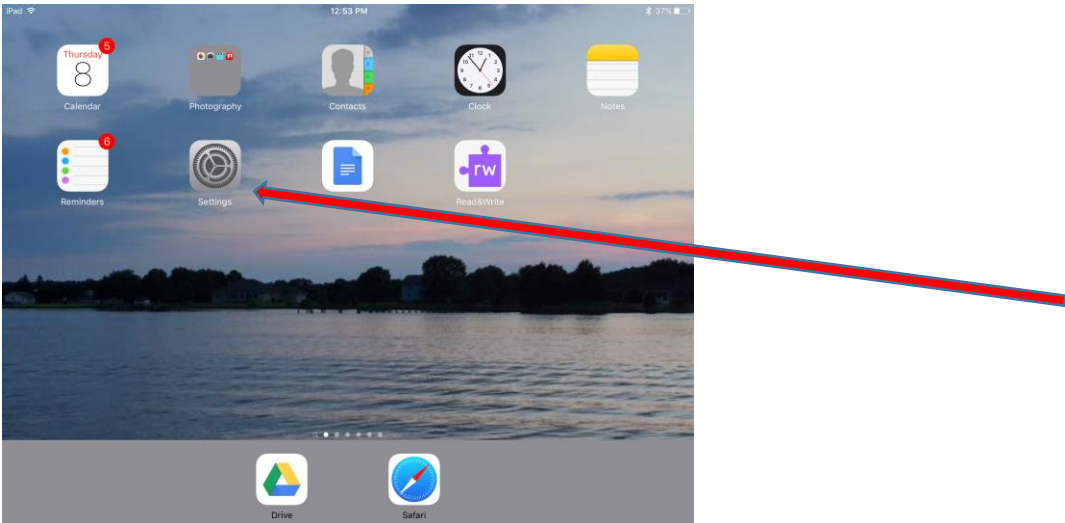 iPad 12:53 PM 37%
5
Thursday
8
Calendar Photography Contacts Clock Notes
6
rw
Reminders Settings Read&Write
Drive Safari